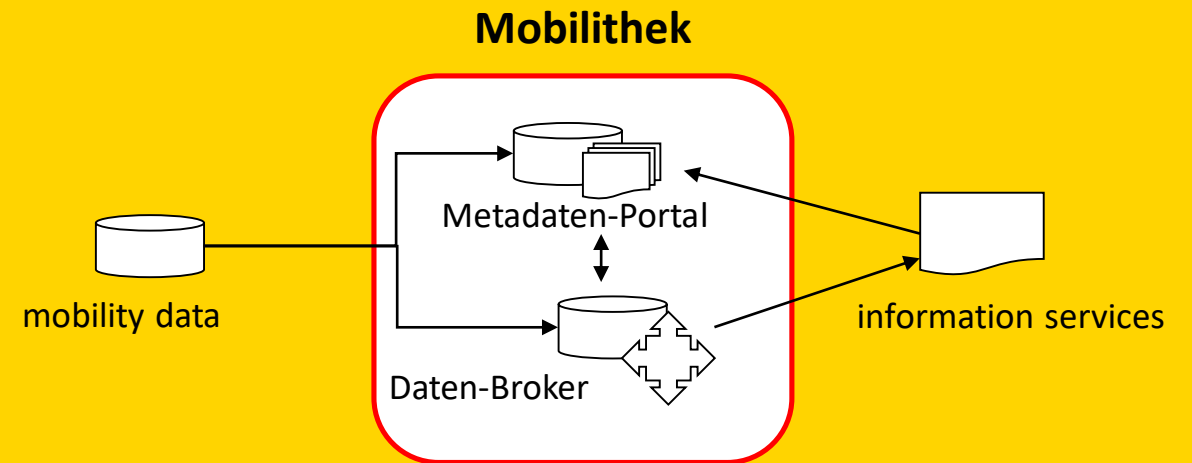 Mobilithek
Metadaten-Portal
mobility data
information services
Daten-Broker